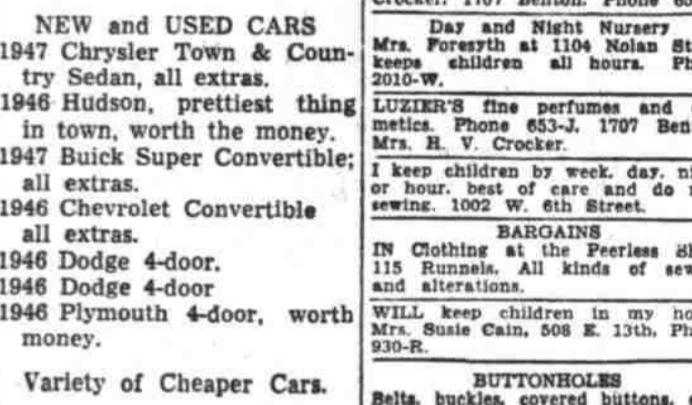 NEW and USED CARS
1947 Chrysler Town & Coun-
try Sedan, all extras.
1946 Hudson, prettiest thing
in town, worth the money.
1947 Buick Super Convertible;
all extras.
1946 Chevrolet Convertible
all extras.
1946 Dodge 4-door.
1946 Dodge 4-door
1946 Plymouth 4-door, worth
money.
Variety of Cheaper Cars.
Crocker. 1707 Benton. Phone
Day and Night Nursery
Mrs. Foresyth at 1104 Nolan
keeps children all hours.
2010-W.
LUZIER'S fine perfumes and
metics. Phone 653-J. 1707
Mrs. H. V. Crocker.
I keep children by week. day.
or hour. best of care and do
sewing. 1002 W. 6th Street.
BARGAINS
IN Clothing at the Peerless
115 Runnels. All kinds of
and alterations.
WILL keep children in my
Mrs. Susie Cain, 508 E. 13th,
930-R.
BUTTONHOLES
Belts, buckles, covered buttons,